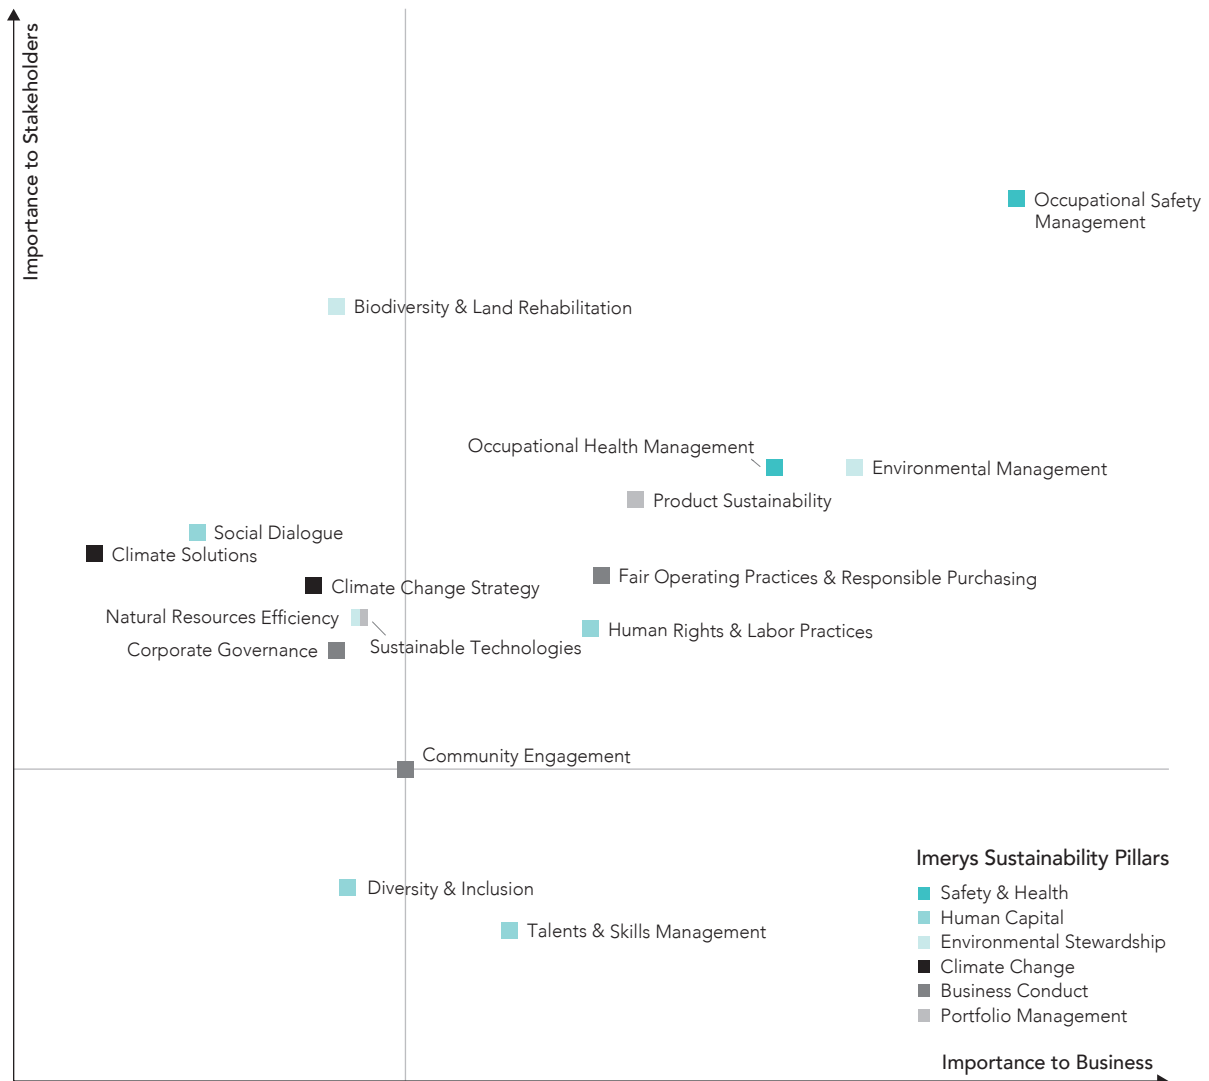 Importance to Stakeholders
Occupational Safety
Management
Biodiversity & Land Rehabilitation
Occupational Health Management
Environmental Management
Product Sustainability
Social Dialogue
Climate Solutions
Fair Operating Practices & Responsible Purchasing
Climate Change Strategy
Natural Resources Efficiency
Human Rights & Labor Practices
Sustainable Technologies
Corporate Governance
Community Engagement
Diversity & Inclusion
Talents & Skills Management
Imerys Sustainability Pillars
Safety & Health
Human Capital
Environmental Stewardship
Climate Change
Business Conduct
Portfolio Management
Importance to Business